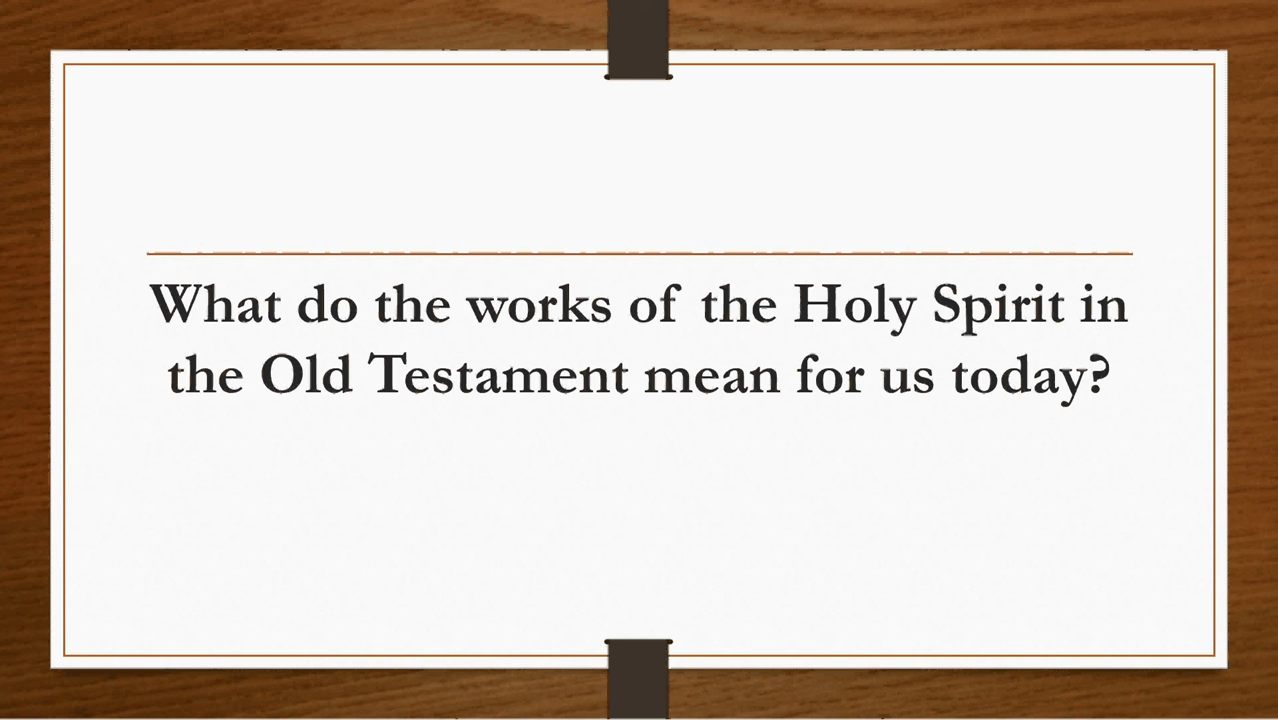 What do the works of the Holy Spirit in
the Old Testament mean for us today?